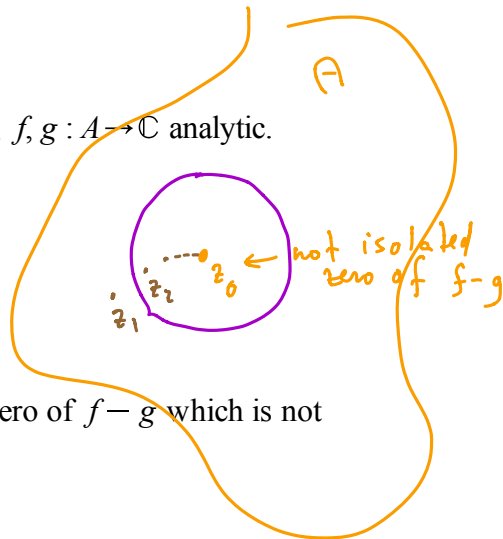 A
f, g : A → ℂ analytic.
not isolated
zero of f-g
z₀
z₂
z₁
ero of f − g which is not